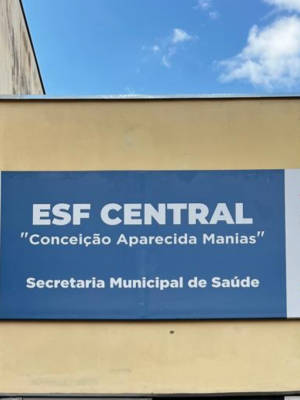 ESF CENTRAL
"Conceição Aparecida Manias"
Secretaria Municipal de Saúde